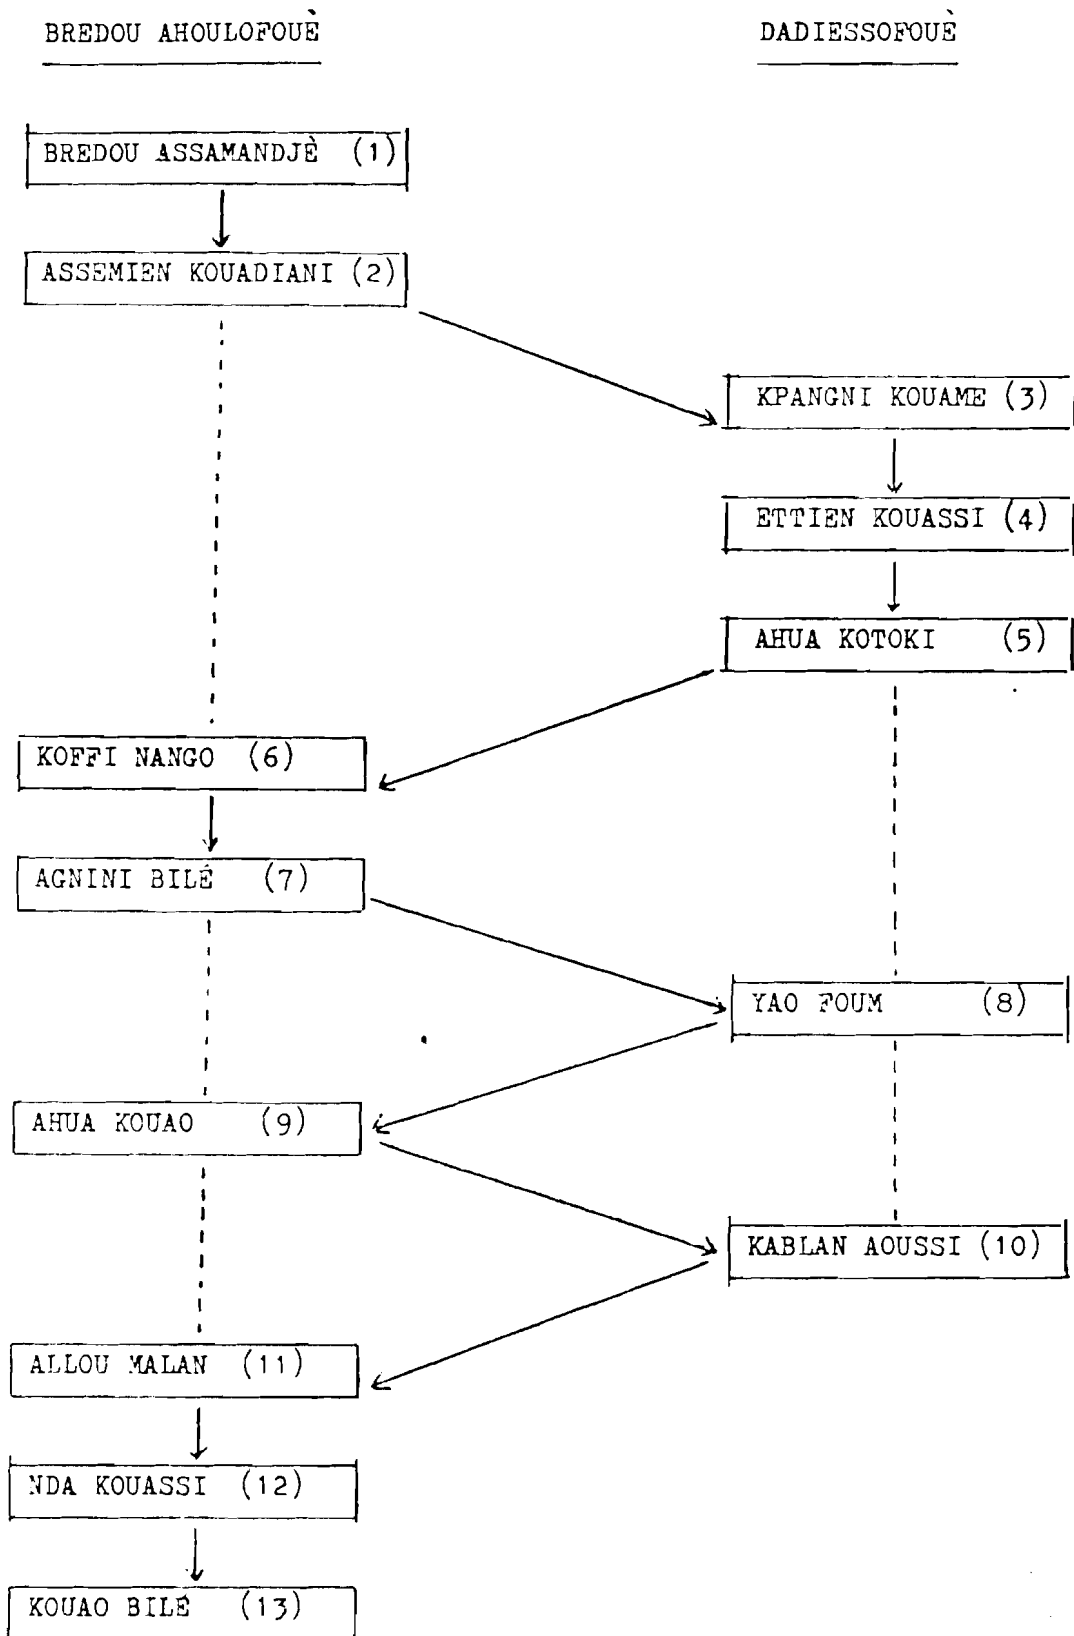 BREDOU AHOULOFOUÈ
DADIESSOFOUÈ
BREDOU ASSAMANDJÈ (1)
ASSEMIEN KOUADIANI (2)
KPANGNI KOUAME (3)
ETTIEN KOUASSI (4)
AHUA KOTOKI (5)
KOFFI NANGO (6)
AGNINI BILÉ (7)
YAO FOUM (8)
AHUA KOUAO (9)
KABLAN AOUSSI (10)
ALLOU MALAN (11)
NDA KOUASSI (12)
KOUAO BILÉ (13)